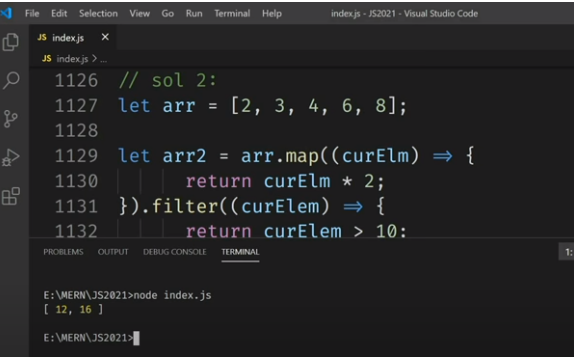 File Edit Selection View Go Run Terminal Help index.js - JS2021 - Visual Studio Code
JS index.js ×
JS index.js > ...
1126 // sol 2:
1127 let arr = [2, 3, 4, 6, 8];
1128
1129 let arr2 = arr.map((curElm) ⇒ {
1130 return curElm * 2;
1131 }).filter((curElem) ⇒ {
1132 return curElem > 10;
PROBLEMS OUTPUT DEBUG CONSOLE TERMINAL 1:
E:\MERN\JS2021>node index.js
[ 12, 16 ]
E:\MERN\JS2021>